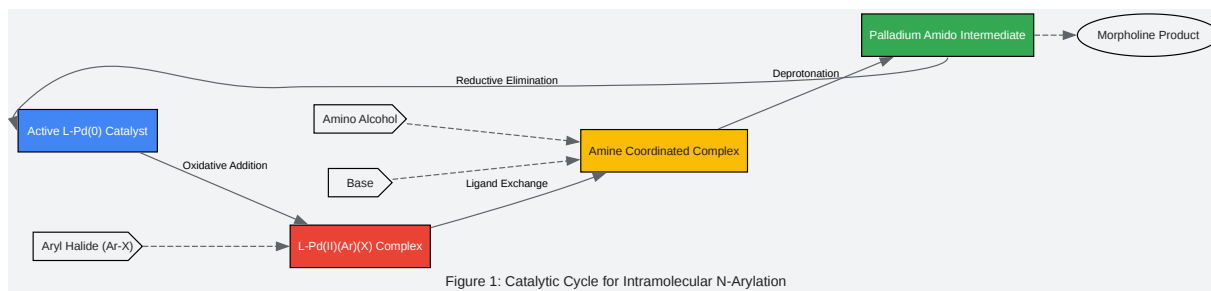 Palladium Amido Intermediate
Morpholine Product
Deprotonation
Reductive Elimination
Amino Alcohol
Active L-Pd(0) Catalyst
Amine Coordinated Complex
Oxidative Addition
Base
Ligand Exchange
Aryl Halide (Ar-X)
L-Pd(II)(Ar)(X) Complex
Figure 1: Catalytic Cycle for Intramolecular N-Arylation